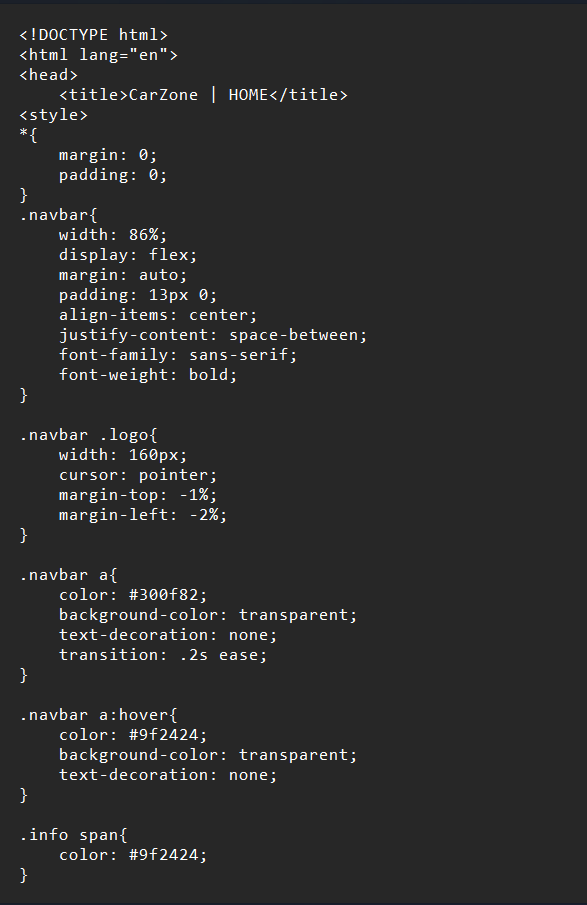 <!DOCTYPE html>
<html lang="en">
<head>
    <title>CarZone | HOME</title>
<style>
*{
    margin: 0;
    padding: 0;
}
.navbar{
    width: 86%;
    display: flex;
    margin: auto;
    padding: 13px 0;
    align-items: center;
    justify-content: space-between;
    font-family: sans-serif;
    font-weight: bold;
}

.navbar .logo{
    width: 160px;
    cursor: pointer;
    margin-top: -1%;
    margin-left: -2%;
}

.navbar a{
    color: #300f82;
    background-color: transparent;
    text-decoration: none;
    transition: .2s ease;
}

.navbar a:hover{
    color: #9f2424;
    background-color: transparent;
    text-decoration: none;
}

.info span{
    color: #9f2424;
}